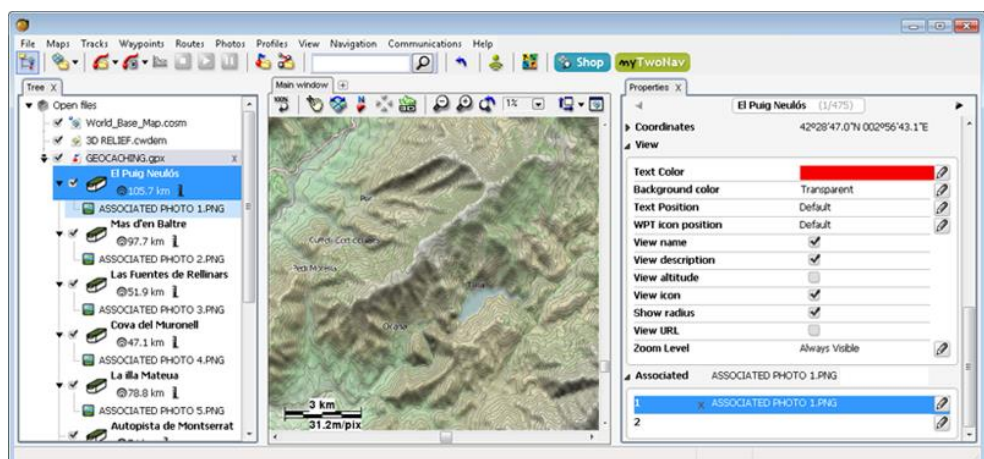 File Maps Tracks Waypoints Routes Photos Profiles View Navigation Communications Help
Shop
myTwoNav
Tree X
Open files
World_Base_Map.cosm
3D RELIEF.cwdem
GEOCACHING.gpx x
El Puig Neulós
105.7 km
ASSOCIATED PHOTO 1.PNG
Mas d'en Baltre
97.7 km
ASSOCIATED PHOTO 2.PNG
Las Fuentes de Rellinars
51.9 km
ASSOCIATED PHOTO 3.PNG
Cova del Muronell
47.1 km
ASSOCIATED PHOTO 4.PNG
La illa Mateua
78.8 km
ASSOCIATED PHOTO 5.PNG
Autopista de Montserrat
Main window
100%
1%
3 km
31.2m/pix
Properties X
El Puig Neulós (1/475)
Coordinates 42º28'47.0"N 002º56'43.1"E
View
Text Color
Background color Transparent
Text Position Default
WPT icon position Default
View name
View description
View altitude
View icon
Show radius
View URL
Zoom Level Always Visible
Associated ASSOCIATED PHOTO 1.PNG
1 x ASSOCIATED PHOTO 1.PNG
2